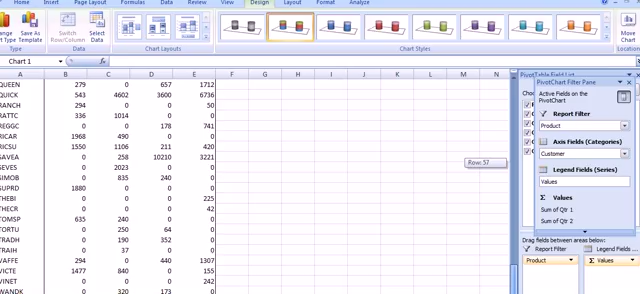 Home Insert Page Layout Formulas Data Review View Design Layout Format Analyze
Change Chart Type Save As Template Switch Row/Column Select Data Move Chart
Type Data Chart Layouts Chart Styles Location
Chart 1 fx
A B C D E F G H I J K L M N
QUEEN 279 0 657 1712
QUICK 543 4602 3600 6736
RANCH 294 0 0 50
RATTC 336 1014 0 0
REGGC 0 0 178 741
RICAR 1968 490 0 0
RICSU 1550 1106 211 420
SAVEA 0 258 10210 3221
SEVES 0 2023 0 0
SIMOB 0 835 240 0
SUPRD 1880 0 0 0
THEBI 0 0 0 225
THECR 0 0 0 42
TOMSP 635 240 0 0
TORTU 0 250 64 0
TRADH 0 190 352 0
TRAIH 0 37 0 0
VAFFE 294 0 440 1307
VICTE 1477 840 0 155
VINET 0 0 0 242
WANDK 0 320 173 0
Row: 57
PivotTable Field List
PivotChart Filter Pane
Active Fields on the PivotChart
Report Filter
Product
Axis Fields (Categories)
Customer
Legend Fields (Series)
Values
Σ Values
Sum of Qtr 1
Sum of Qtr 2
Drag fields between areas below:
Report Filter Legend Fields ...
Product Σ Values